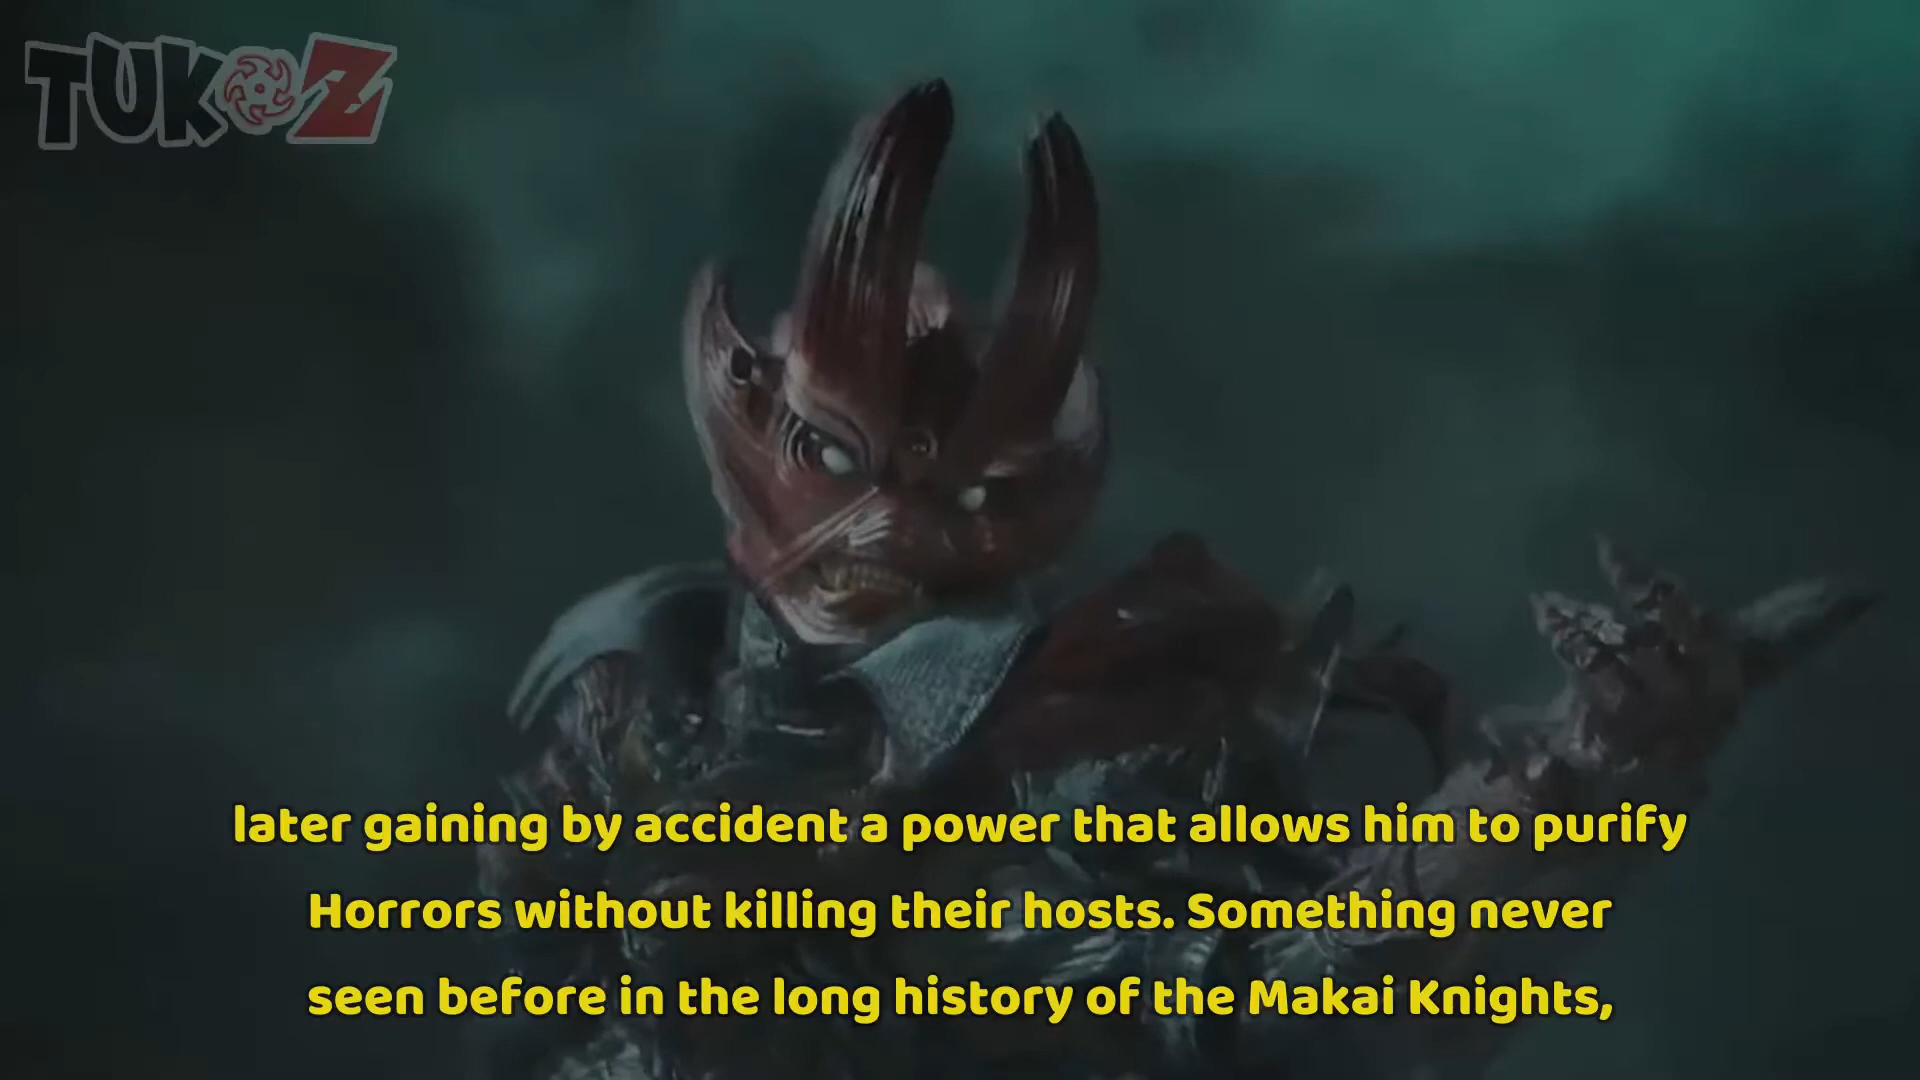 TUKOZ
later gaining by accident a power that allows him to purify
Horrors without killing their hosts. Something never
seen before in the long history of the Makai Knights,